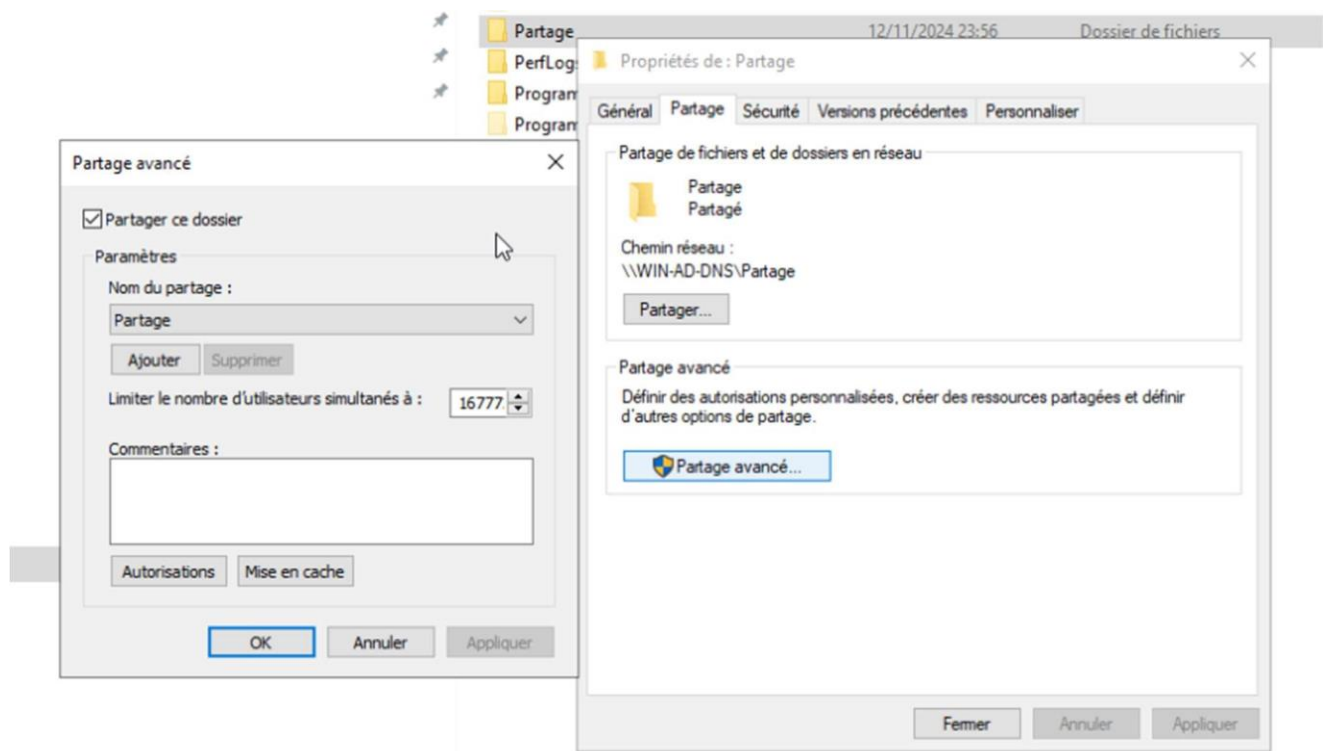 Partage 12/11/2024 23:56 Dossier de fichiers
PerfLogs
Program
Program
Propriétés de : Partage
Général Partage Sécurité Versions précédentes Personnaliser
Partage de fichiers et de dossiers en réseau
Partage
Partagé
Chemin réseau :
\\WIN-AD-DNS\Partage
Partager...
Partage avancé
Définir des autorisations personnalisées, créer des ressources partagées et définir
d'autres options de partage.
Partage avancé...
Fermer Annuler Appliquer
Partage avancé
Partager ce dossier
Paramètres
Nom du partage :
Partage
Ajouter Supprimer
Limiter le nombre d'utilisateurs simultanés à : 16777
Commentaires :
Autorisations Mise en cache
OK Annuler Appliquer